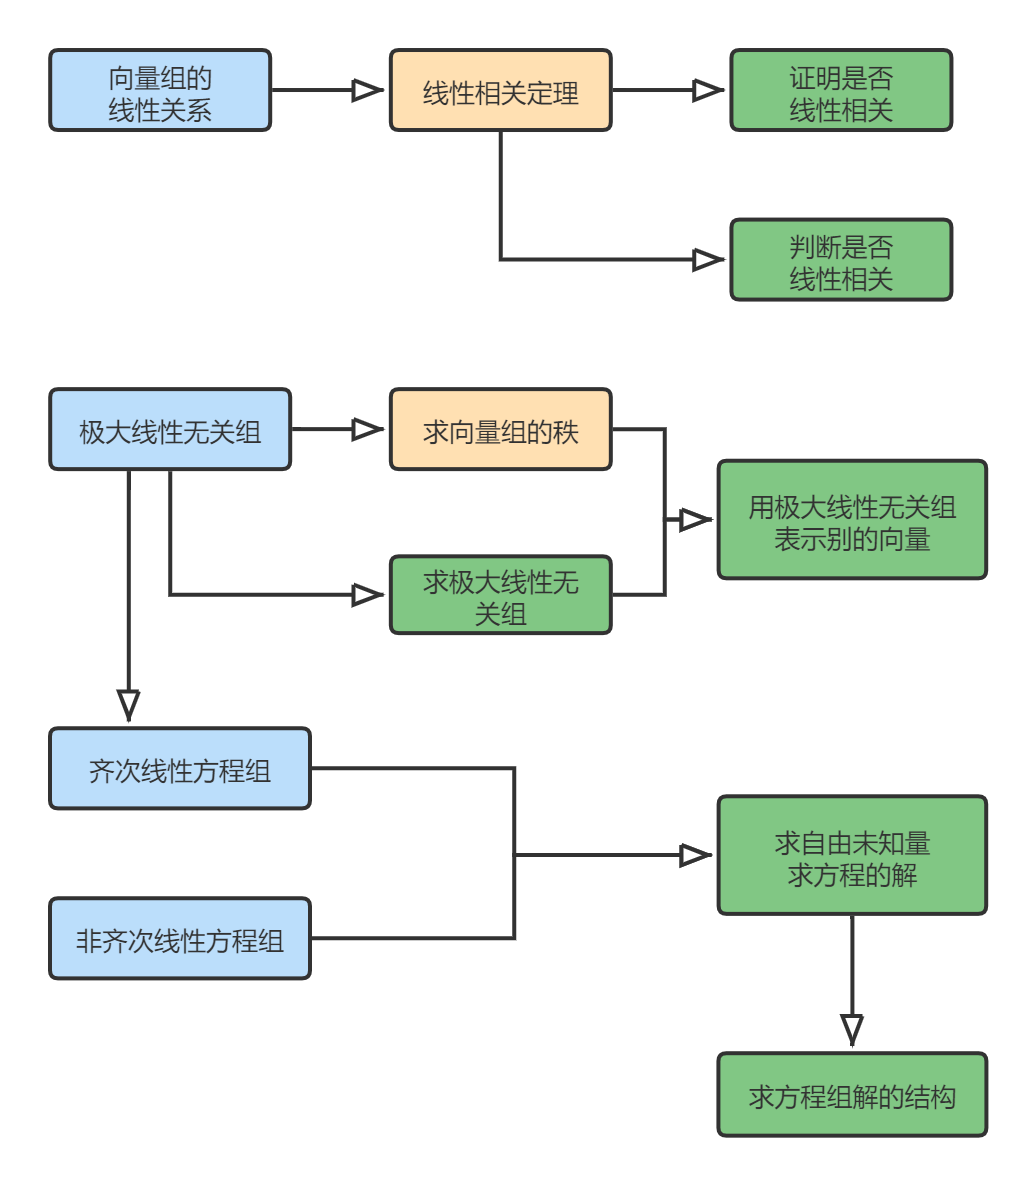 向量组的
线性关系
线性相关定理
证明是否
线性相关
判断是否
线性相关
极大线性无关组
求向量组的秩
用极大线性无关组
表示别的向量
求极大线性无
关组
齐次线性方程组
求自由未知量
求方程的解
非齐次线性方程组
求方程组解的结构